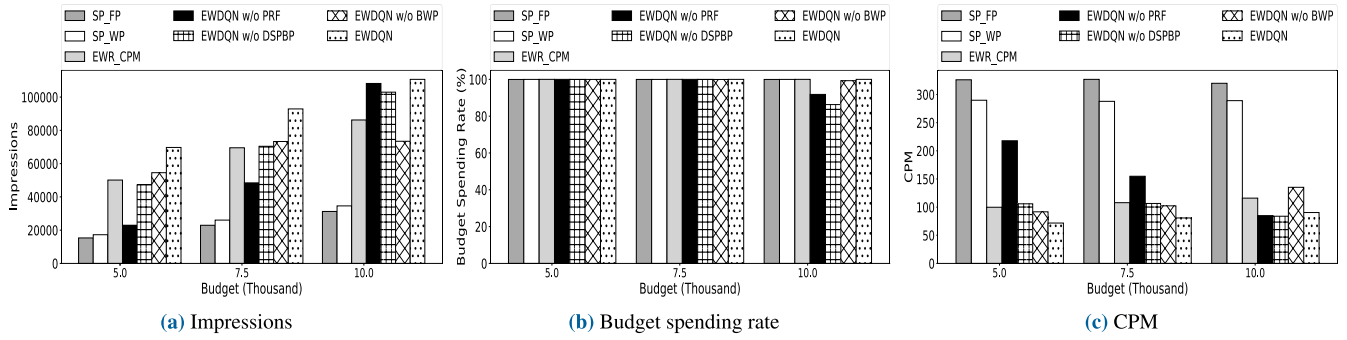 SP_FP
SP_WP
EWR_CPM
EWDQN w/o PRF
EWDQN w/o DSPBP
EWDQN w/o BWP
EWDQN
Impressions
100000
80000
60000
40000
20000
0
5.0 7.5 10.0
Budget (Thousand)
(a) Impressions
SP_FP
SP_WP
EWR_CPM
EWDQN w/o PRF
EWDQN w/o DSPBP
EWDQN w/o BWP
EWDQN
Budget Spending Rate (%)
100
80
60
40
20
0
5.0 7.5 10.0
Budget (Thousand)
(b) Budget spending rate
SP_FP
SP_WP
EWR_CPM
EWDQN w/o PRF
EWDQN w/o DSPBP
EWDQN w/o BWP
EWDQN
CPM
300
250
200
150
100
50
0
5.0 7.5 10.0
Budget (Thousand)
(c) CPM